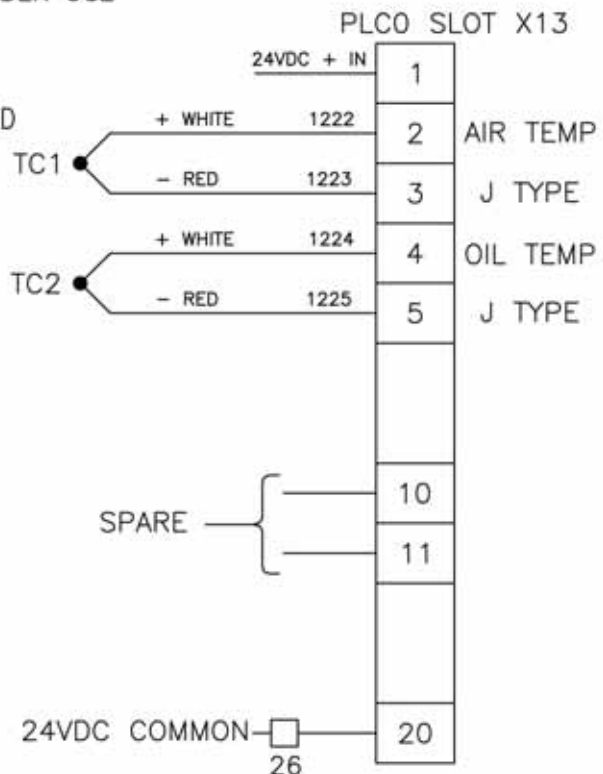 PLC0 SLOT X13
24VDC + IN 1
D
+ WHITE 1222 2 AIR TEMP
TC1
− RED 1223 3 J TYPE
+ WHITE 1224 4 OIL TEMP
TC2
− RED 1225 5 J TYPE
10
SPARE
11
24VDC COMMON 20
26